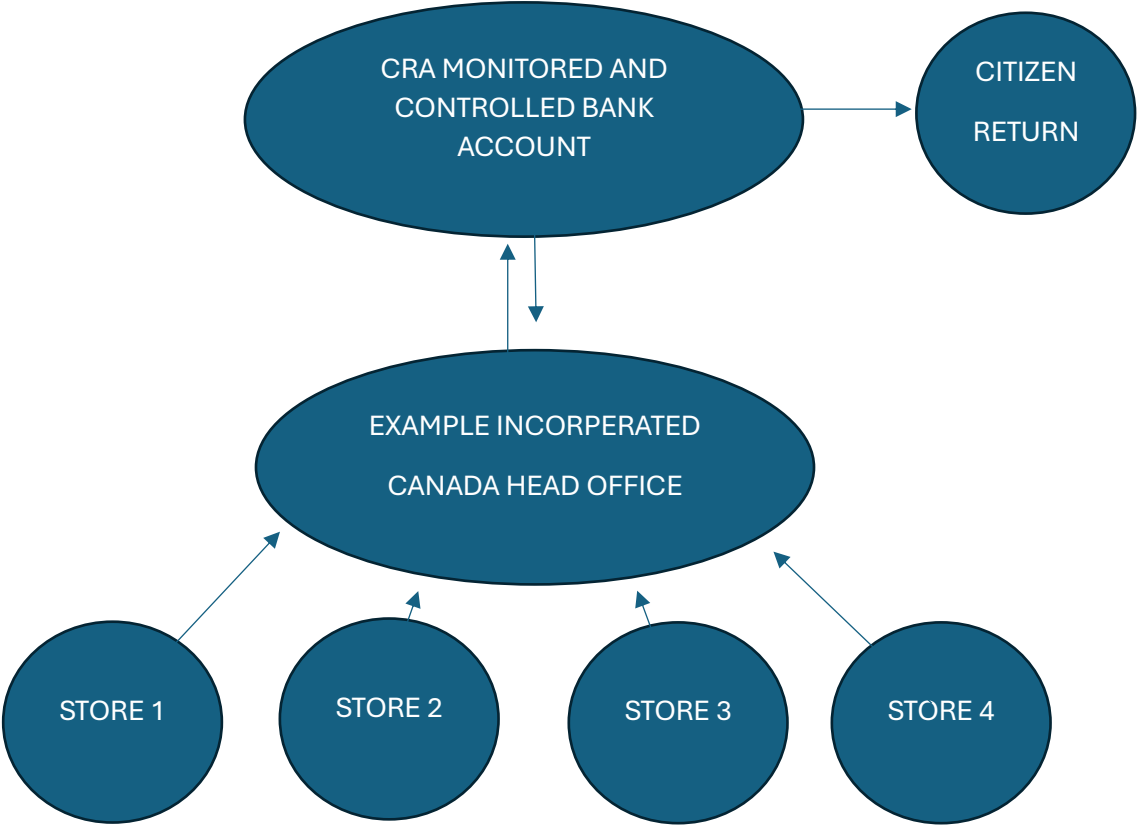 CRA MONITORED AND
CONTROLLED BANK
ACCOUNT
CITIZEN
RETURN
EXAMPLE INCORPERATED
CANADA HEAD OFFICE
STORE 1
STORE 2
STORE 3
STORE 4